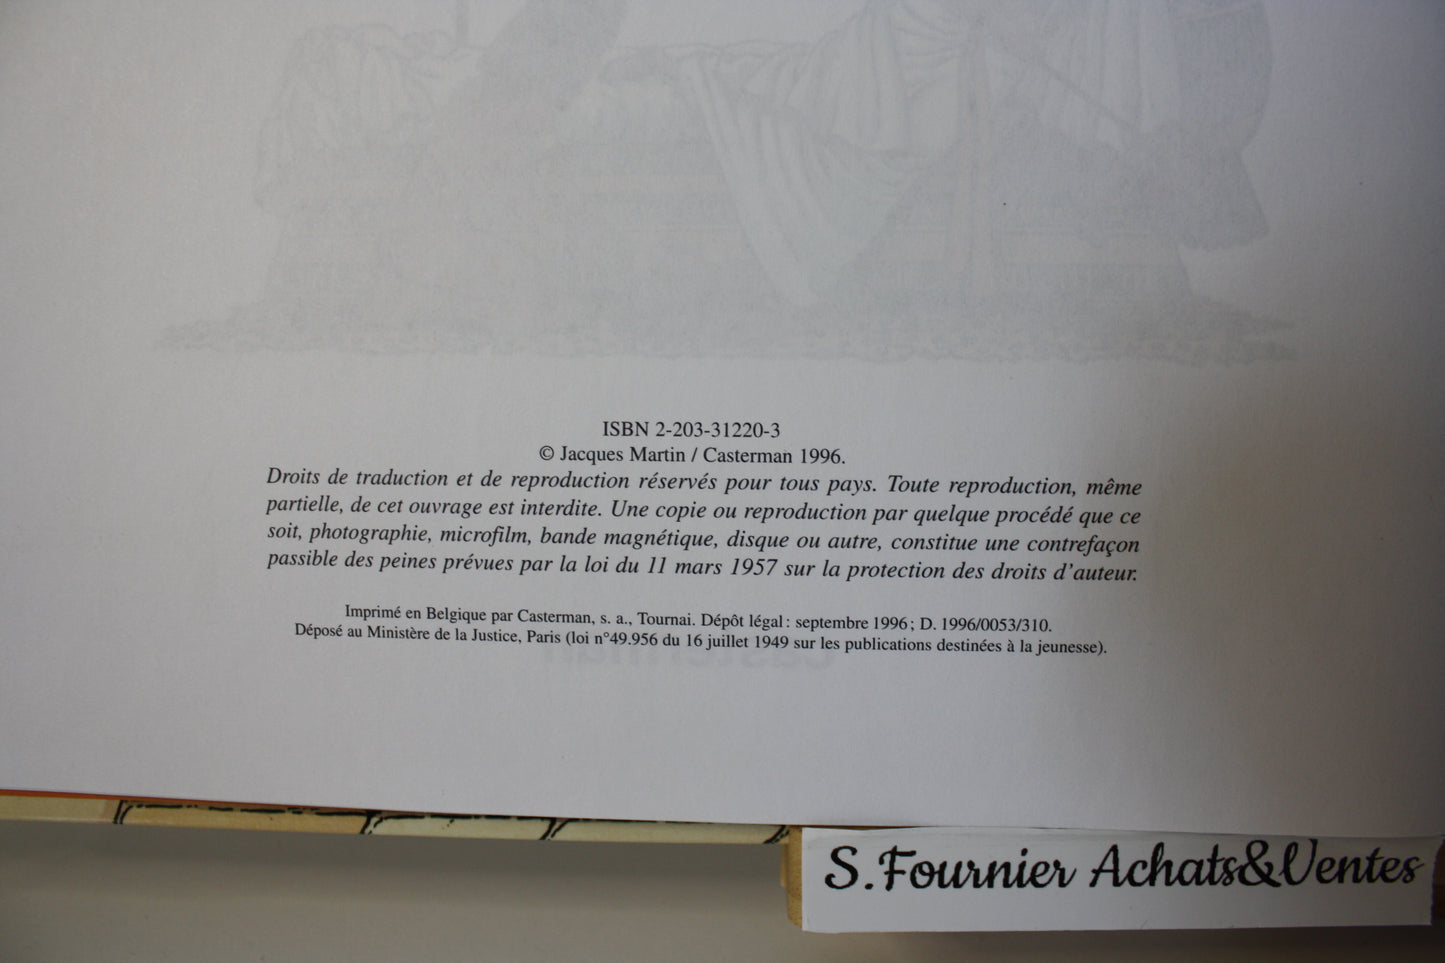 ISBN 2-203-31220-3
© Jacques Martin / Casterman 1996.
Droits de traduction et de reproduction réservés pour tous pays. Toute reproduction, même
partielle, de cet ouvrage est interdite. Une copie ou reproduction par quelque procédé que ce
soit, photographie, microfilm, bande magnétique, disque ou autre, constitue une contrefaçon
passible des peines prévues par la loi du 11 mars 1957 sur la protection des droits d'auteur.
Imprimé en Belgique par Casterman, s. a., Tournai. Dépôt légal : septembre 1996 ; D. 1996/0053/310.
Déposé au Ministère de la Justice, Paris (loi n°49.956 du 16 juillet 1949 sur les publications destinées à la jeunesse).
casterman
S.Fournier Achats&Ventes